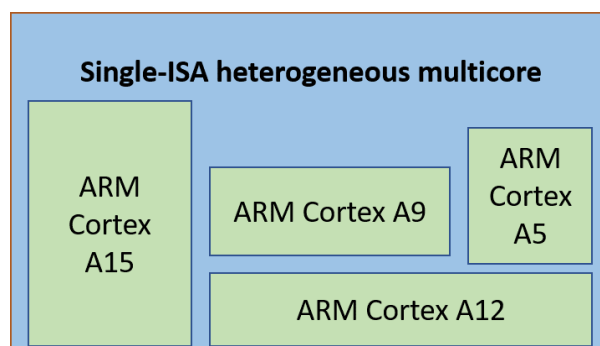 Single-ISA heterogeneous multicore
ARM
Cortex
A15
ARM Cortex A9
ARM
Cortex
A5
ARM Cortex A12